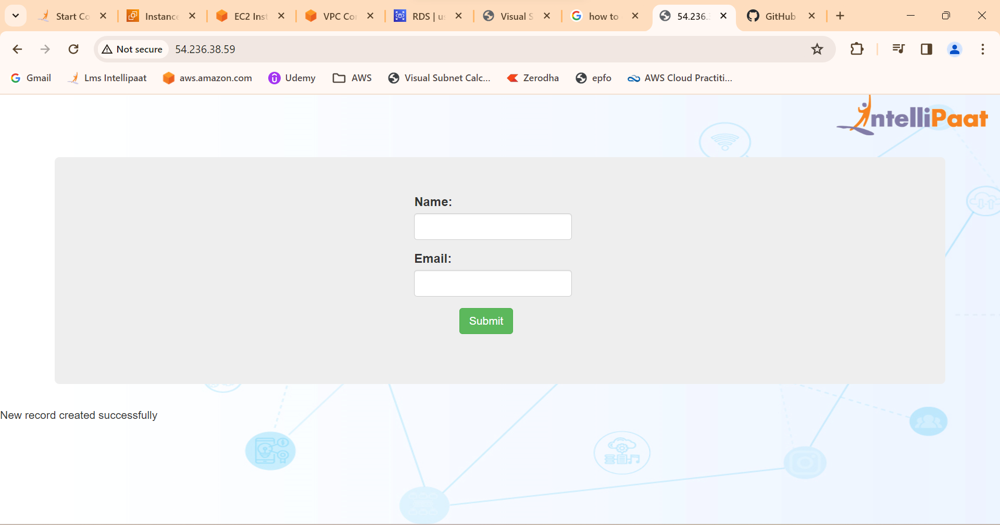 Start Co
Instance
EC2 Inst
VPC Co
RDS | u
Visual S
how to
54.236.
GitHub
Not secure
54.236.38.59
Gmail
Lms Intellipaat
aws.amazon.com
Udemy
AWS
Visual Subnet Calc...
Zerodha
epfo
AWS Cloud Practiti...
IntelliPaat
Name:
Email:
Submit
New record created successfully